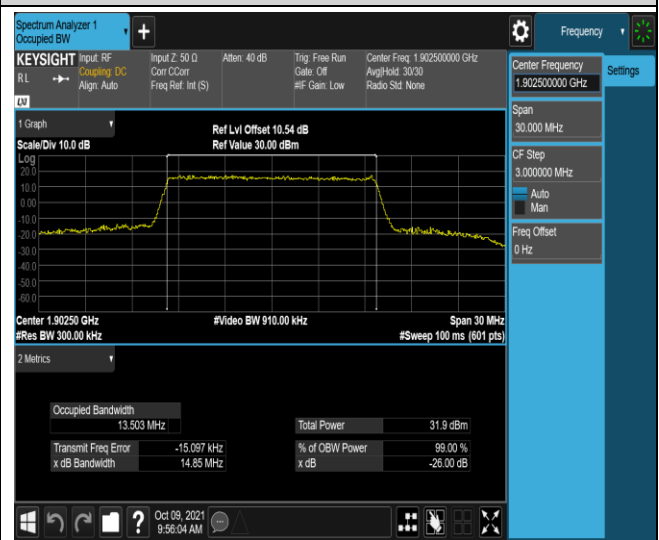 Spectrum Analyzer 1
Occupied BW
+
Frequency
KEYSIGHT
RL
LXI
Input: RF
Coupling: DC
Align: Auto
Input Z: 50 Ω
Corr CCorr
Freq Ref: Int (S)
Atten: 40 dB
Trig: Free Run
Gate: Off
#IF Gain: Low
Center Freq: 1.902500000 GHz
Avg|Hold: 30/30
Radio Std: None
Center Frequency
1.902500000 GHz
Settings
Span
30.000 MHz
CF Step
3.000000 MHz
Auto
Man
Freq Offset
0 Hz
1 Graph
Scale/Div 10.0 dB
Ref Lvl Offset 10.54 dB
Ref Value 30.00 dBm
Log
20.0
10.0
0.00
-10.0
-20.0
-30.0
-40.0
-50.0
-60.0
Center 1.90250 GHz
#Video BW 910.00 kHz
Span 30 MHz
#Res BW 300.00 kHz
#Sweep 100 ms (601 pts)
2 Metrics
Occupied Bandwidth
13.503 MHz
Total Power 31.9 dBm
Transmit Freq Error -15.097 kHz
% of OBW Power 99.00 %
x dB Bandwidth 14.85 MHz
x dB -26.00 dB
?
Oct 09, 2021
9:56:04 AM